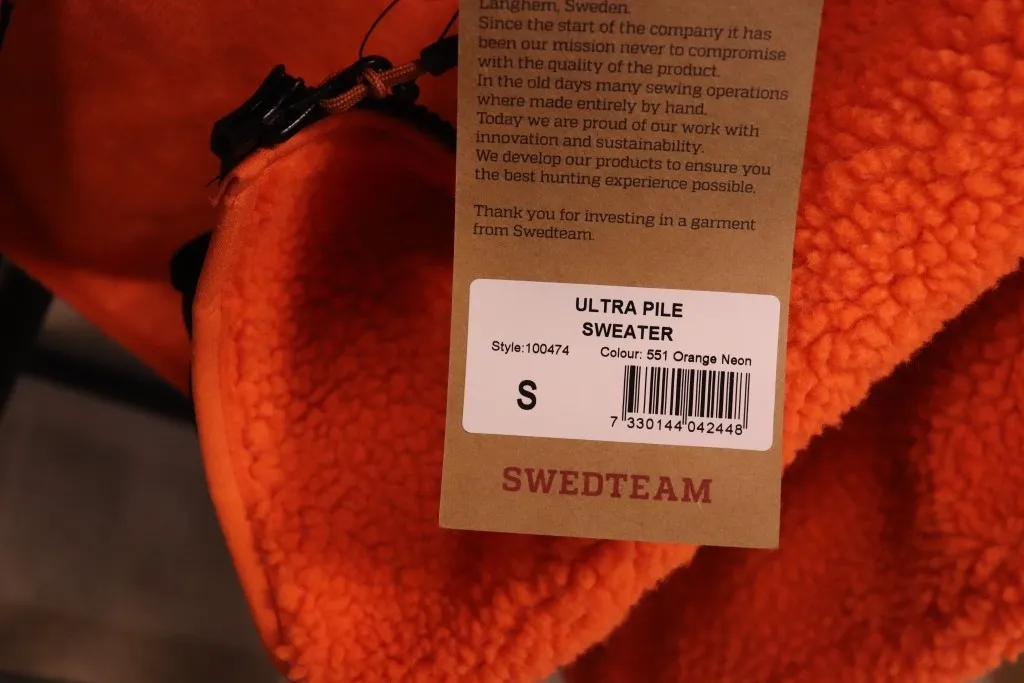 Langhem, Sweden.
Since the start of the company it has
been our mission never to compromise
with the quality of the product.
In the old days many sewing operations
where made entirely by hand.
Today we are proud of our work with
innovation and sustainability.
We develop our products to ensure you
the best hunting experience possible.
Thank you for investing in a garment
from Swedteam.
ULTRA PILE
SWEATER
Style:100474 Colour: 551 Orange Neon
S
7 330144 042448
SWEDTEAM